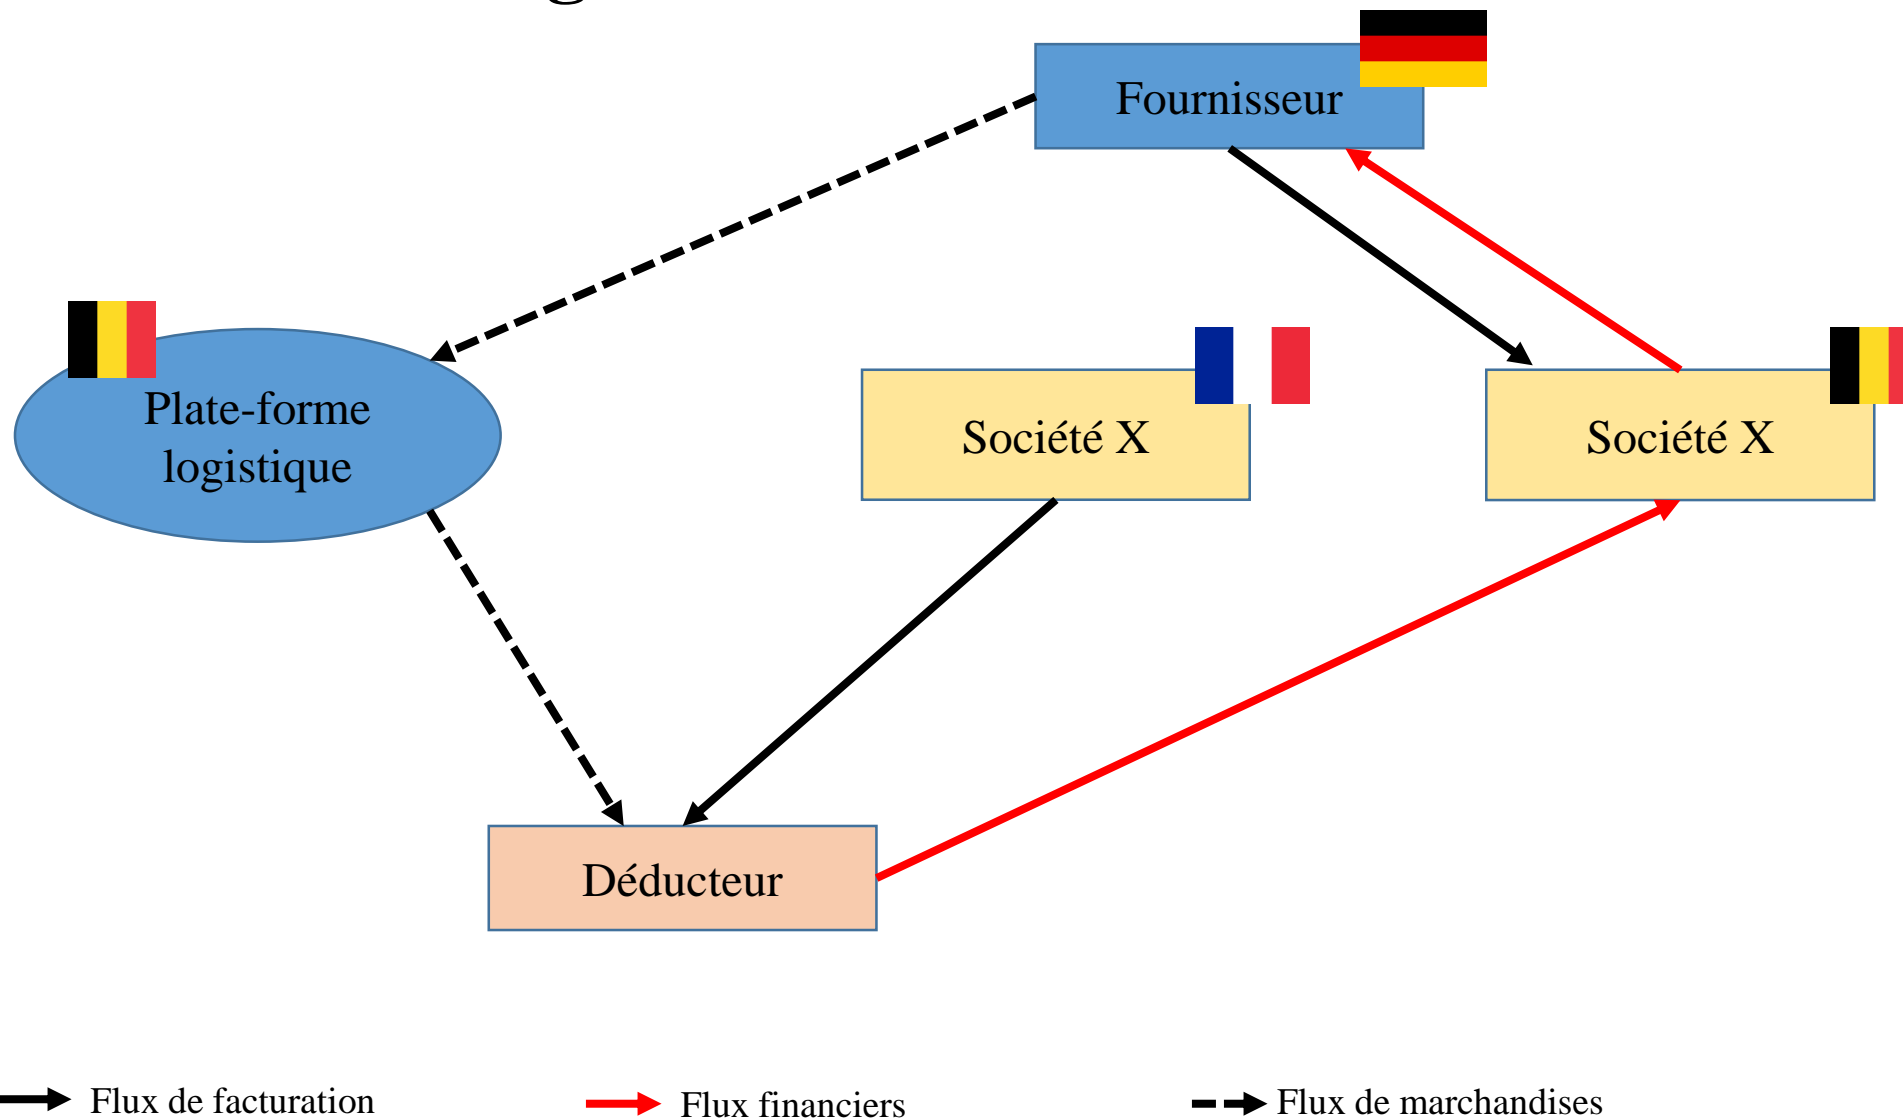 Fournisseur
Plate-forme
logistique
Société X
Société X
Déducteur
Flux de facturation
Flux financiers
Flux de marchandises